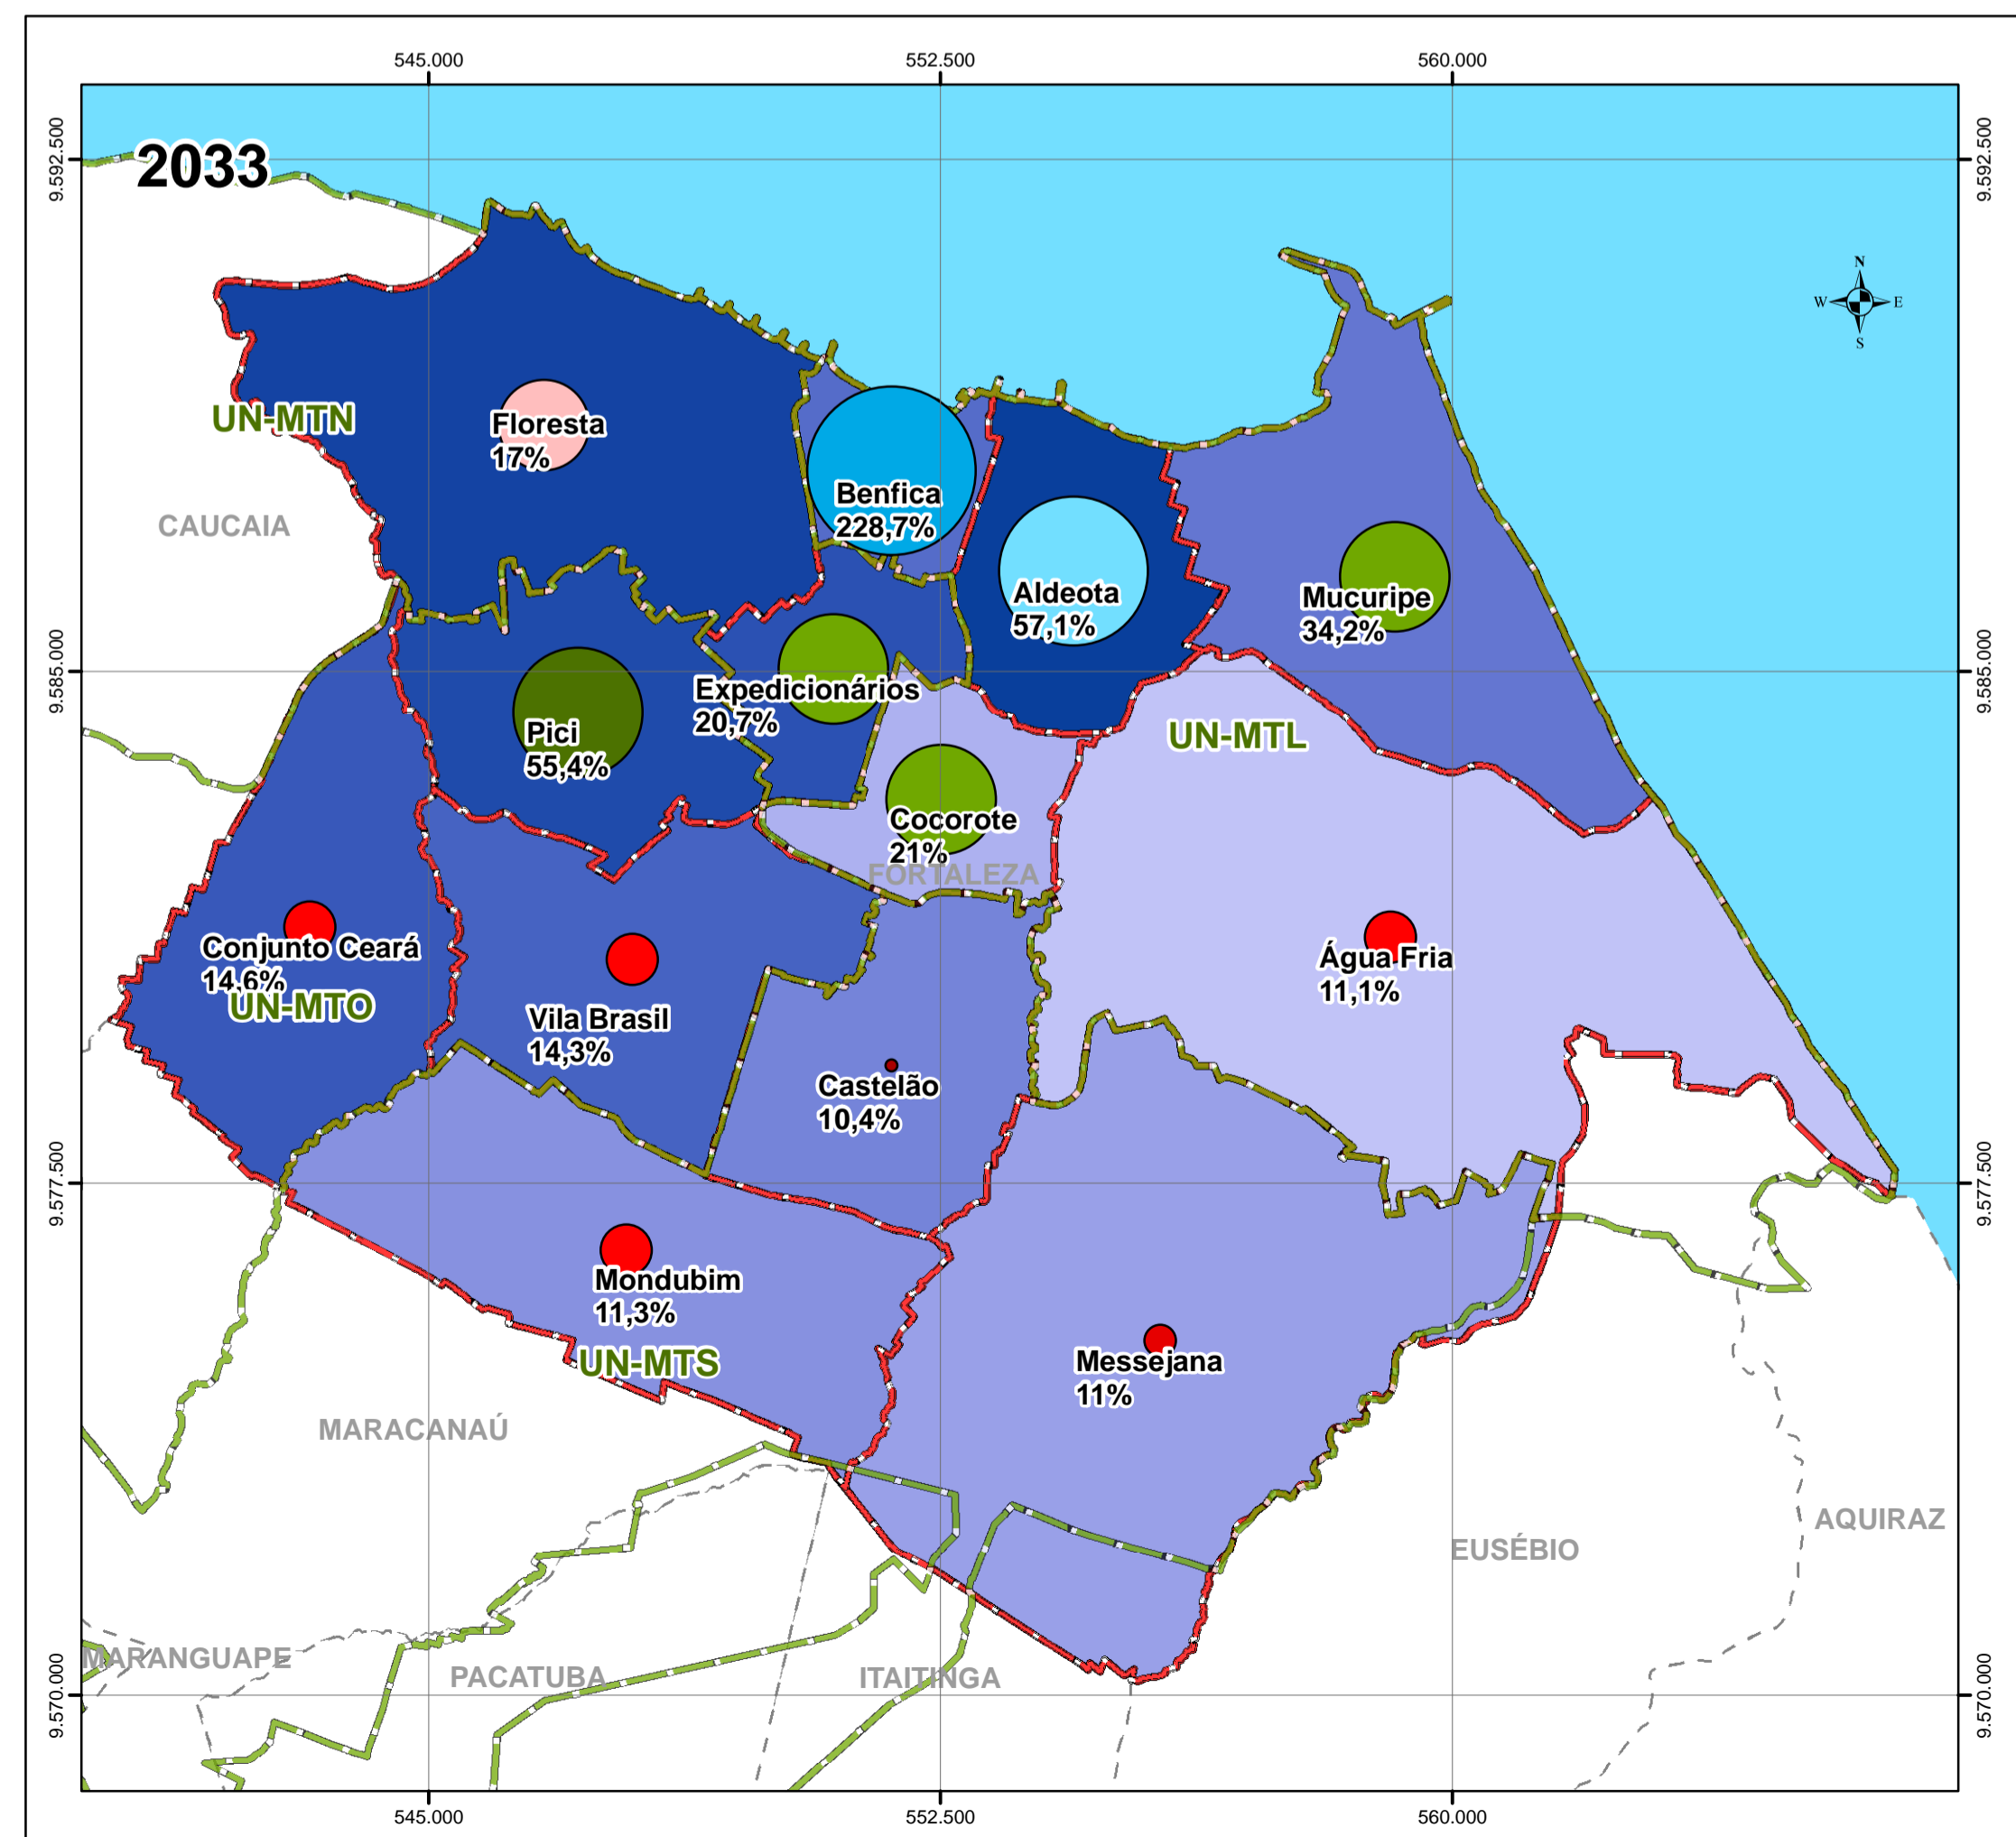 545.000
552.500
560.000
9.592.500
9.592.500
2033
N
W
E
S
UN-MTN
Floresta
17%
Benfica
228,7%
CAUCAIA
Aldeota
57,1%
Mucuripe
34,2%
9.585.000
9.585.000
Expedicionários
20,7%
Pici
55,4%
UN-MTL
Cocorote
21%
FORTALEZA
Conjunto Ceará
14,6%
UN-MTO
Água Fria
11,1%
Vila Brasil
14,3%
Castelão
10,4%
9.577.500
9.577.500
Mondubim
11,3%
UN-MTS
Messejana
11%
MARACANAÚ
AQUIRAZ
EUSÉBIO
MARANGUAPE
PACATUBA
ITAITINGA
9.570.000
9.570.000
545.000
552.500
560.000